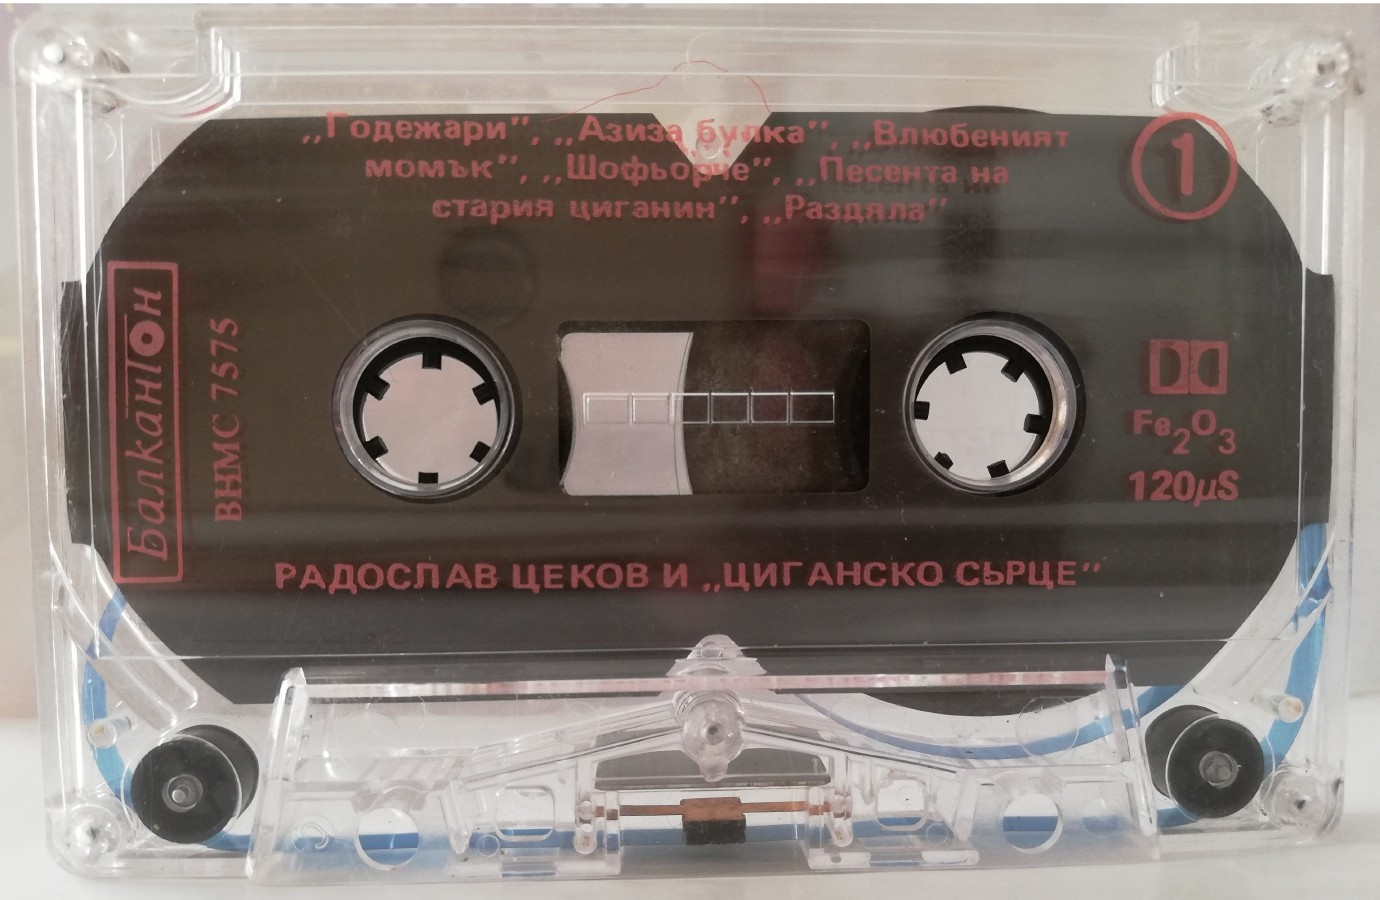 „Годежари”, „Азиза булка”, „Влюбеният
момък”, „Шофьорче”, „Песента на
стария циганин”, „Раздяла”
1
Балкантон
ВНМС 7575
Fe2O3
120µS
РАДОСЛАВ ЦЕКОВ И „ЦИГАНСКО СЪРЦЕ”